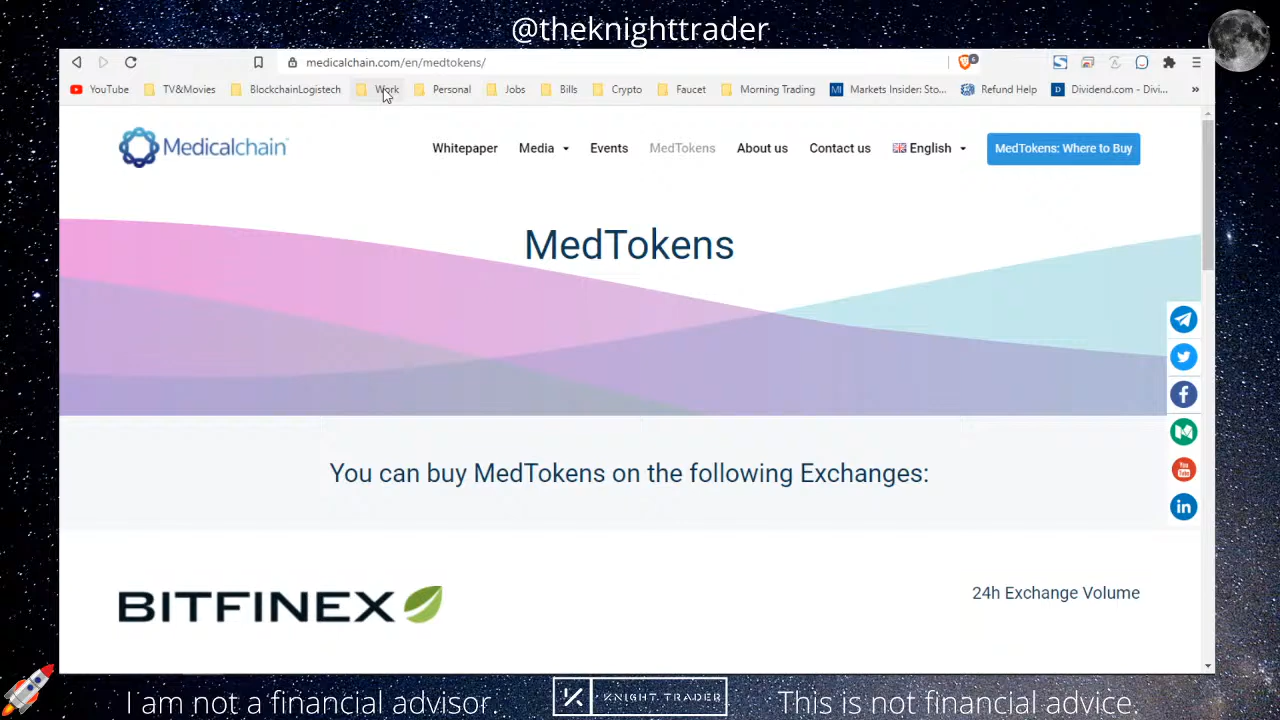 @theknighttrader
medicalchain.com/en/medtokens/
6
YouTube TV&Movies BlockchainLogistech Work Personal Jobs Bills Crypto Faucet Morning Trading MI Markets Insider: Sto... Refund Help D Dividend.com - Divi... »
Medicalchain Whitepaper Media Events MedTokens About us Contact us English MedTokens: Where to Buy
MedTokens
You can buy MedTokens on the following Exchanges:
BITFINEX
24h Exchange Volume
I am not a financial advisor. KNIGHT TRADER This is not financial advice.